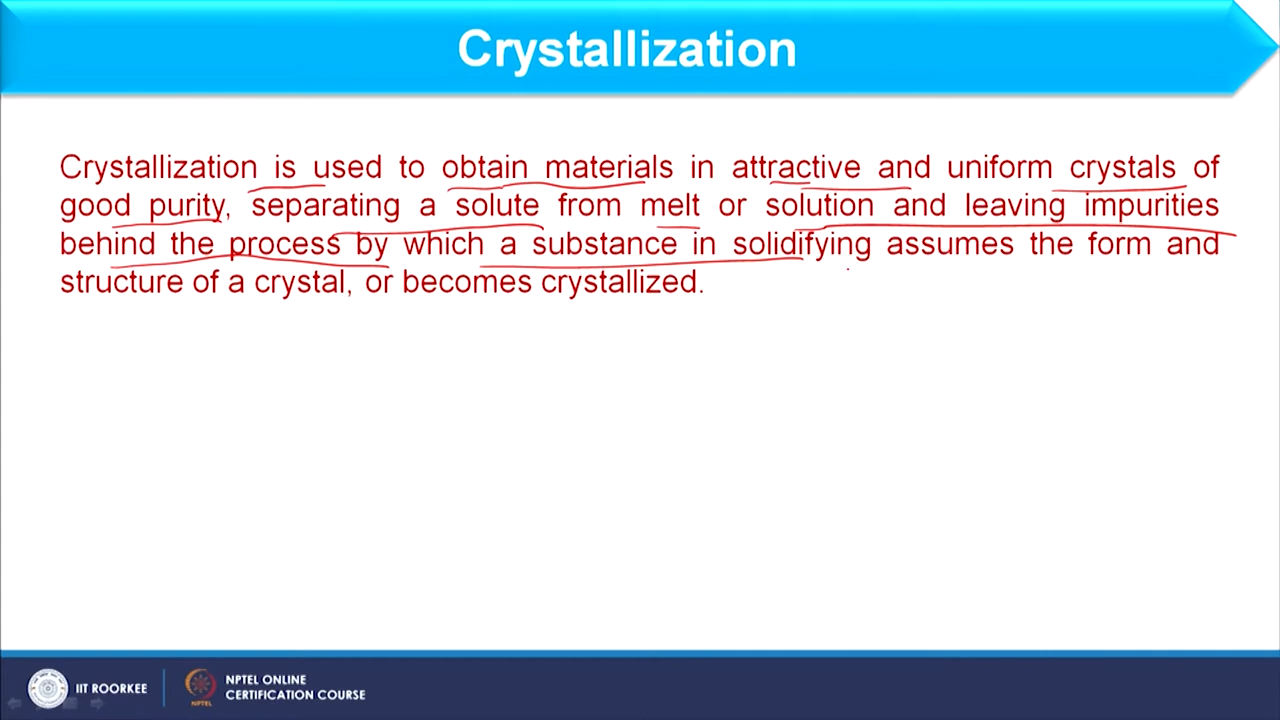 Crystallization
Crystallization is used to obtain materials in attractive and uniform crystals of
good purity, separating a solute from melt or solution and leaving impurities
behind the process by which a substance in solidifying assumes the form and
structure of a crystal, or becomes crystallized.
IIT ROORKEE
NPTEL
NPTEL ONLINE
CERTIFICATION COURSE